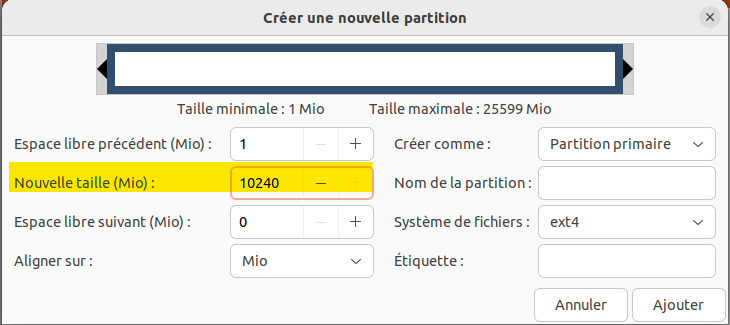 Créer une nouvelle partition
Taille minimale : 1 Mio Taille maximale : 25599 Mio
Espace libre précédent (Mio) : 1 Créer comme : Partition primaire
Nouvelle taille (Mio) : 10240 Nom de la partition :
Espace libre suivant (Mio) : 0 Système de fichiers : ext4
Aligner sur : Mio Étiquette :
Annuler Ajouter